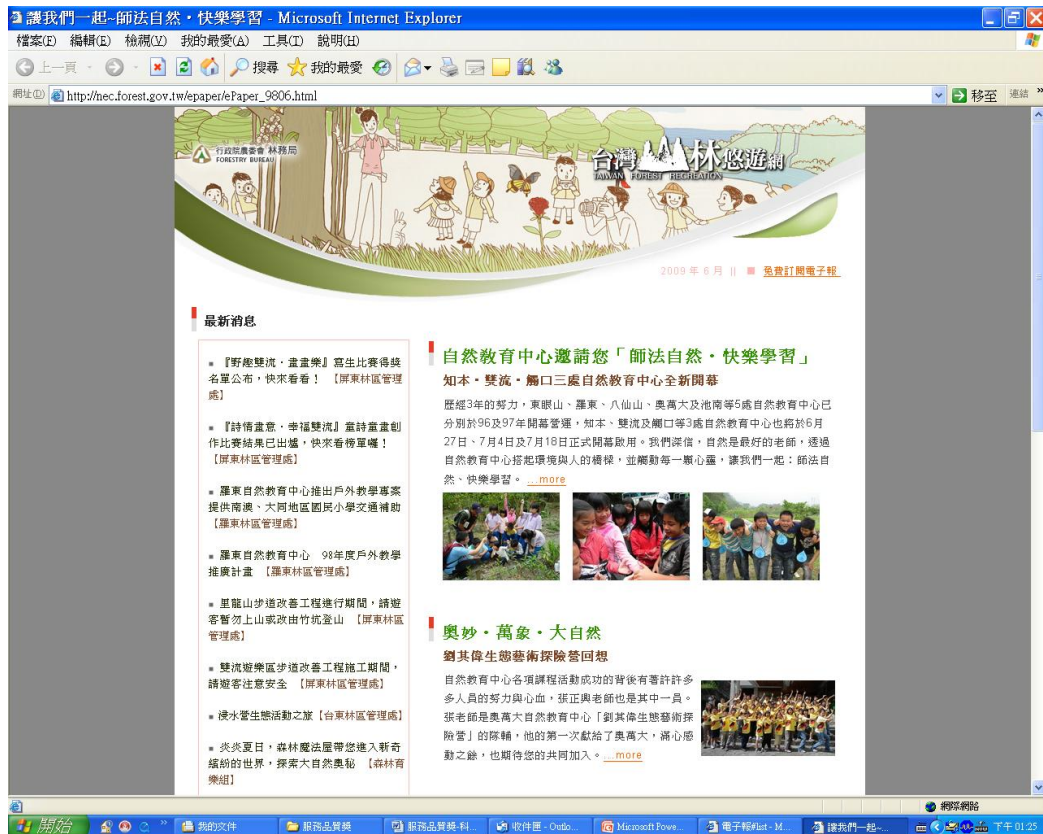 讓我們一起~師法自然‧快樂學習 - Microsoft Internet Explorer
檔案(F) 編輯(E) 檢視(V) 我的最愛(A) 工具(T) 說明(H)
上一頁 搜尋 我的最愛
網址(D) http://nec.forest.gov.tw/epaper/ePaper_9806.html 移至 連結 »
行政院農委會 林務局
FORESTRY BUREAU
台灣山林悠遊網
TAIWAN FOREST RECREATION
2009 年 6 月 || ■ 免費訂閱電子報
最新消息
『野趣雙流‧畫畫樂』寫生比賽得獎
名單公布，快來看看！ 【屏東林區管理
處】
『詩情畫意‧幸福雙流』童詩童畫創
作比賽結果已出爐，快來看榜單囉！
【屏東林區管理處】
羅東自然教育中心推出戶外教學專案
提供南澳、大同地區國民小學交通補助
【羅東林區管理處】
羅東自然教育中心 98年度戶外教學
推廣計畫 【羅東林區管理處】
里龍山步道改善工程進行期間，請遊
客暫勿上山或改由竹坑登山 【屏東林區
管理處】
雙流遊樂區步道改善工程施工期間，
請遊客注意安全 【屏東林區管理處】
浸水營生態活動之旅【台東林區管理處】
炎炎夏日，森林魔法屋帶您進入新奇
繽紛的世界，探索大自然奧秘 【森林育
樂組】
自然教育中心邀請您「師法自然‧快樂學習」
知本‧雙流‧觸口三處自然教育中心全新開幕
歷經3年的努力，東眼山、羅東、八仙山、奧萬大及池南等5處自然教育中心已
分別於96及97年開幕營運，知本、雙流及觸口等3處自然教育中心也將於6月
27日、7月4日及7月18日正式開幕啟用。我們深信，自然是最好的老師，透過
自然教育中心搭起環境與人的橋樑，並觸動每一顆心靈，讓我們一起：師法自
然、快樂學習。 ...more
奧妙‧萬象‧大自然
劉其偉生態藝術探險營回想
自然教育中心各項課程活動成功的背後有著許許多
多人員的努力與心血，張正興老師也是其中一員。
張老師是奧萬大自然教育中心「劉其偉生態藝術探
險營」的隊輔，他的第一次獻給了奧萬大，滿心感
動之餘，也期待您的共同加入。...more
網際網路
開始 » 我的文件 服務品質獎 服務品質獎-科... 收件匣 - Outlo... Microsoft Powe... 電子報list - M... 讓我們一起~... 下午 01:25